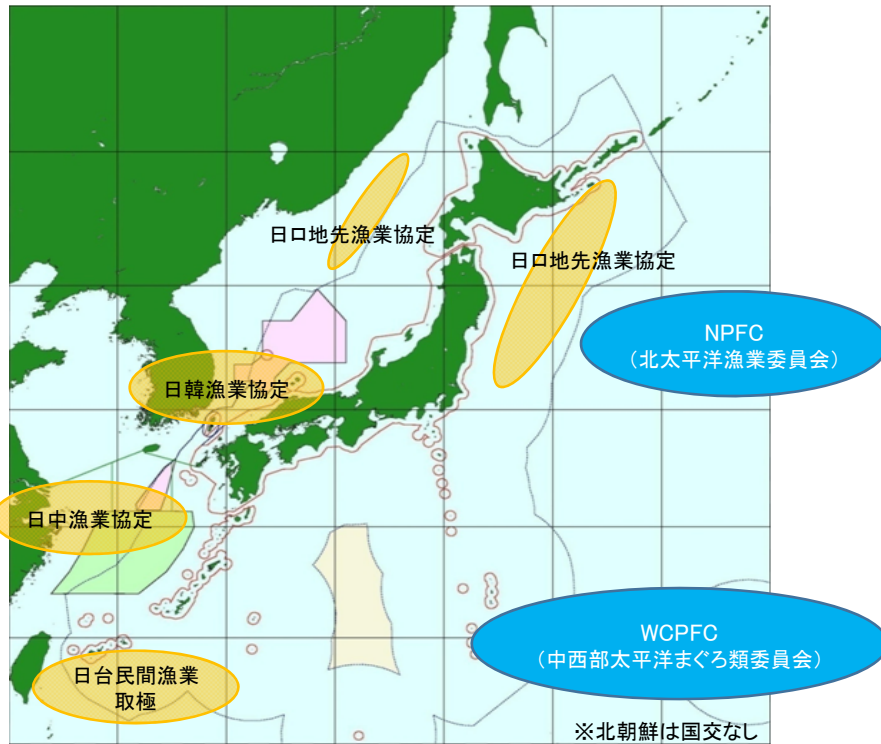 日ロ地先漁業協定
日ロ地先漁業協定
NPFC
（北太平洋漁業委員会）
日韓漁業協定
日中漁業協定
WCPFC
（中西部太平洋まぐろ類委員会）
日台民間漁業
取極
※北朝鮮は国交なし